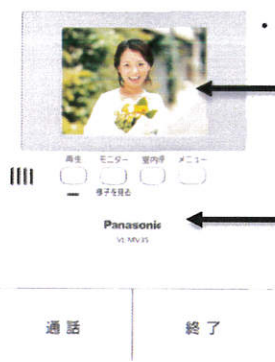 再生 モニター 室内呼 メニュー
様子を見る
Panasonic
VL-MV35
通話 終了